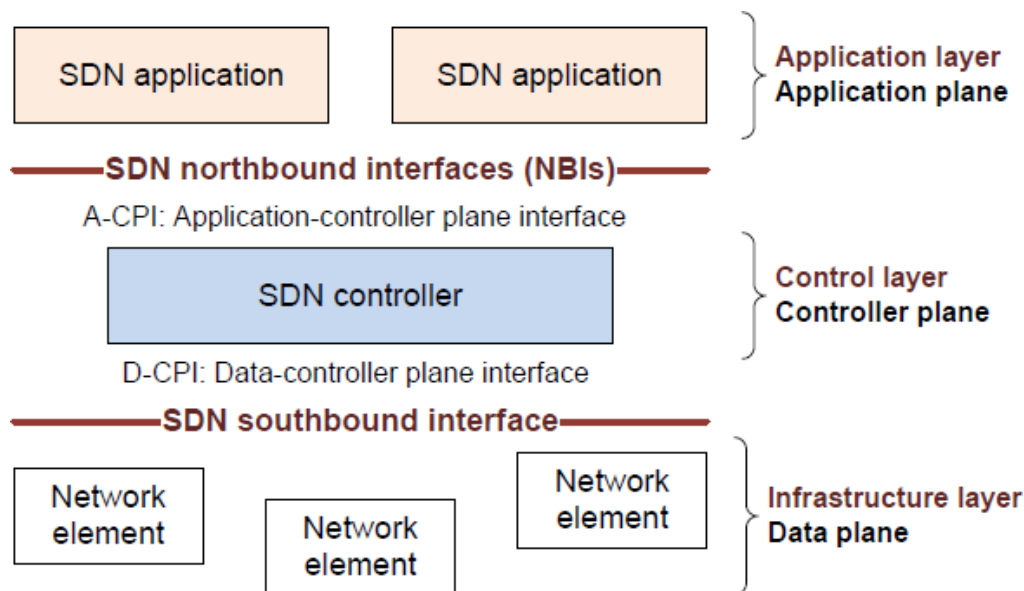 SDN application
SDN application
Application layer
Application plane
SDN northbound interfaces (NBIs)
A-CPI: Application-controller plane interface
SDN controller
Control layer
Controller plane
D-CPI: Data-controller plane interface
SDN southbound interface
Network
element
Network
element
Network
element
Infrastructure layer
Data plane